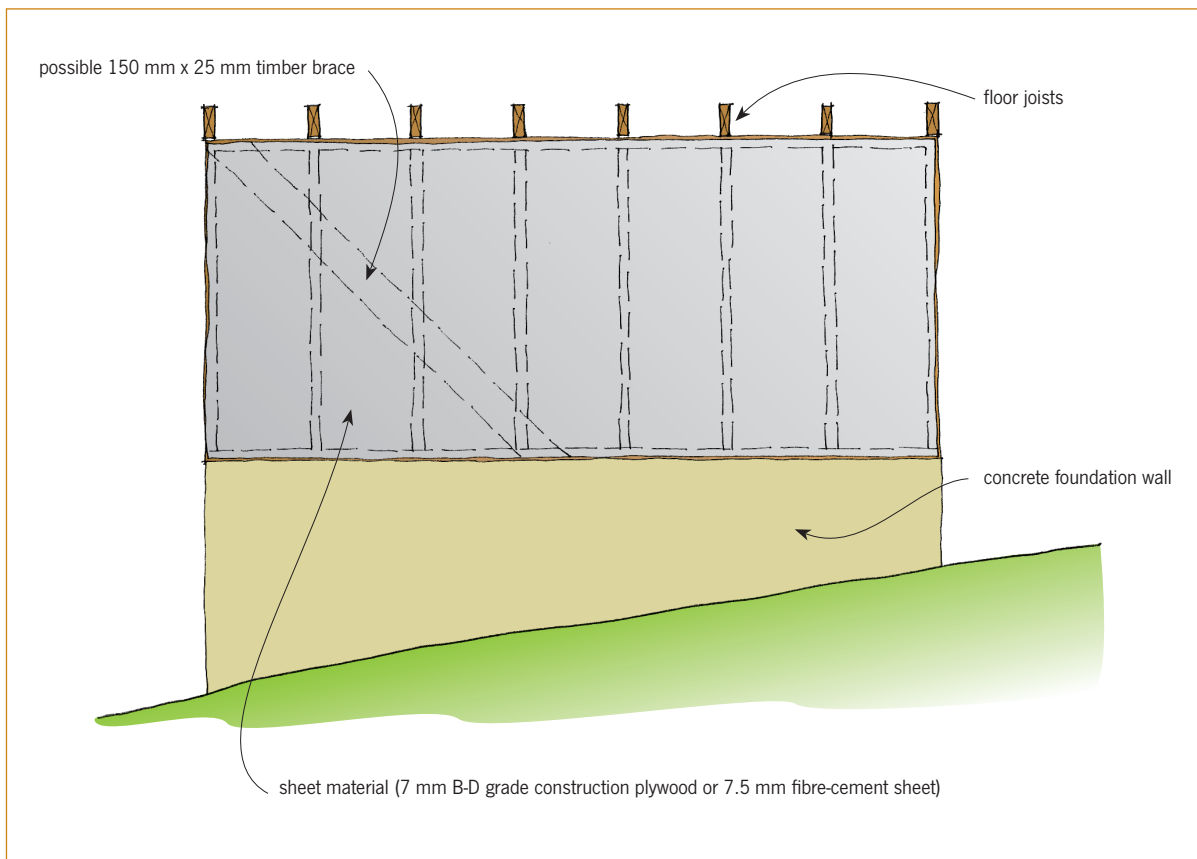 possible 150 mm x 25 mm timber brace
floor joists
concrete foundation wall
sheet material (7 mm B-D grade construction plywood or 7.5 mm fibre-cement sheet)